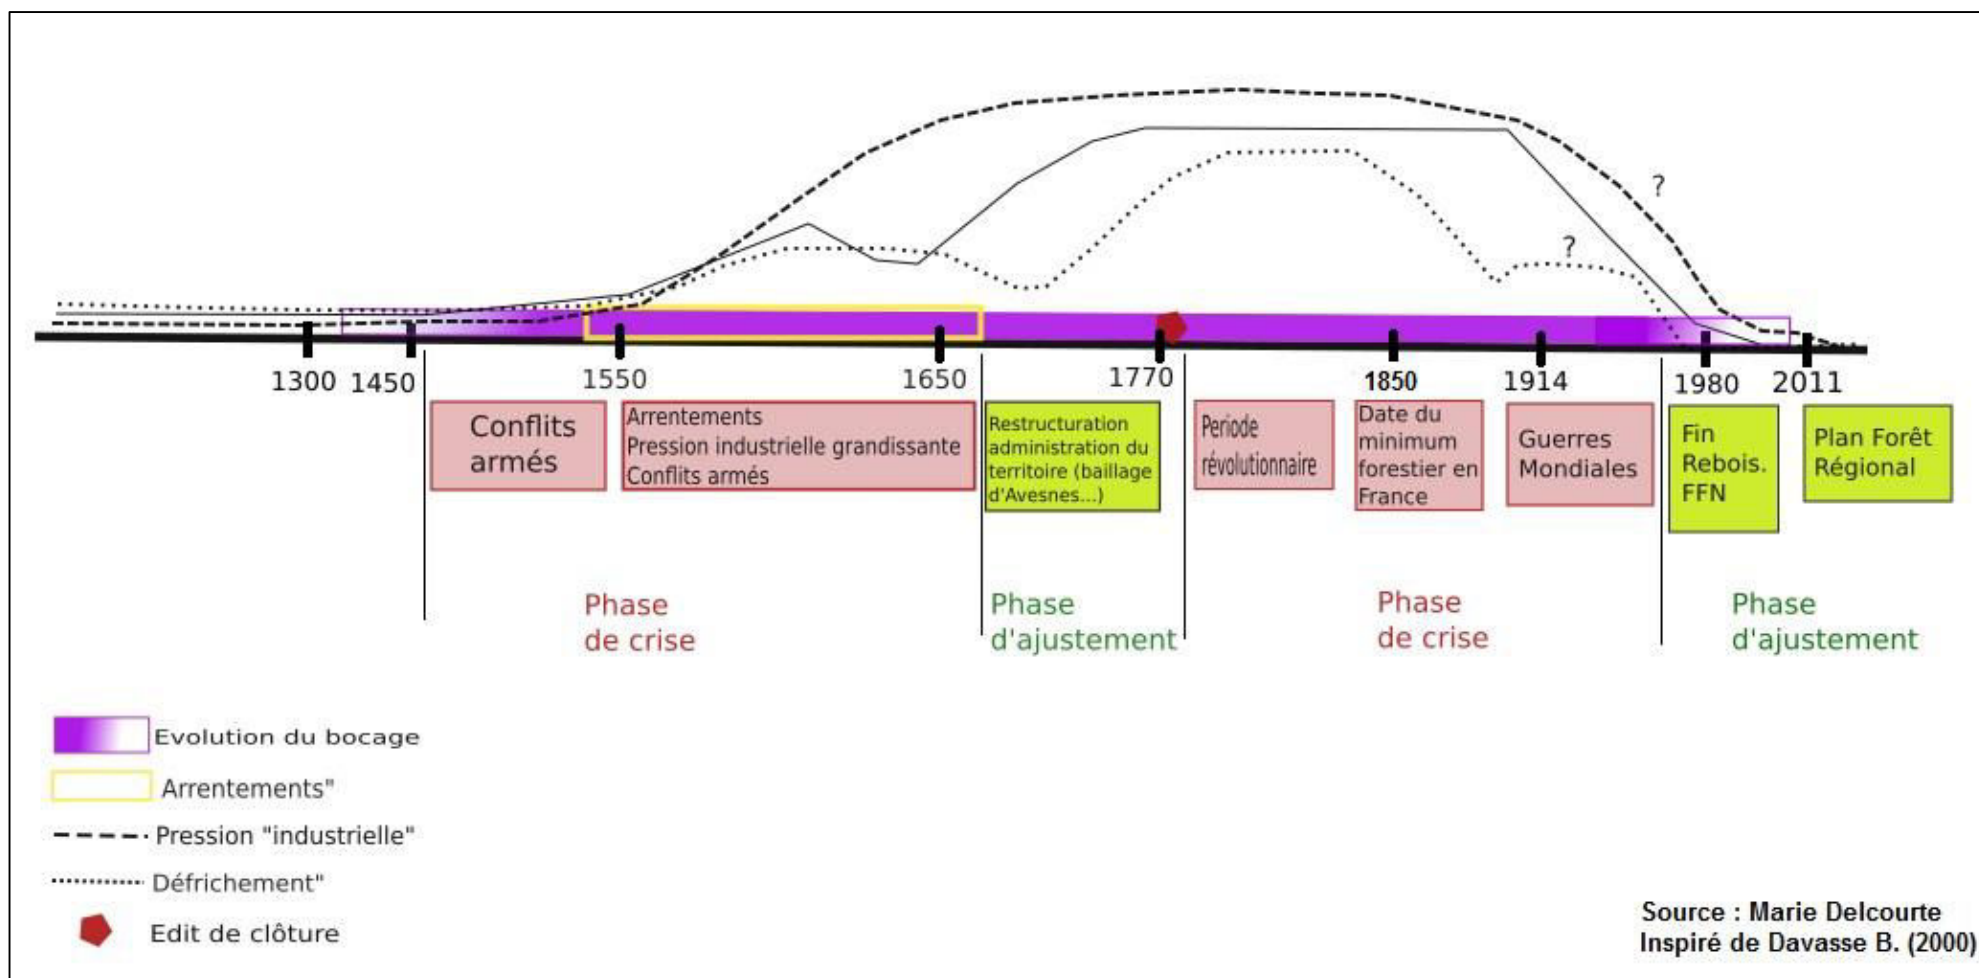 ?
?
1300
1450
1550
1650
1770
1850
1914
1980
2011
Conflits
armés
Arrentements
Pression industrielle grandissante
Conflits armés
Restructuration
administration du
territoire (baillage
d'Avesnes...)
Periode
révolutionnaire
Date du
minimum
forestier en
France
Guerres
Mondiales
Fin
Rebois.
FFN
Plan Forêt
Régional
Phase
de crise
Phase
d'ajustement
Phase
de crise
Phase
d'ajustement
Evolution du bocage
Arrentements"
Pression "industrielle"
Défrichement"
Edit de clôture
Source : Marie Delcourte
Inspiré de Davasse B. (2000)